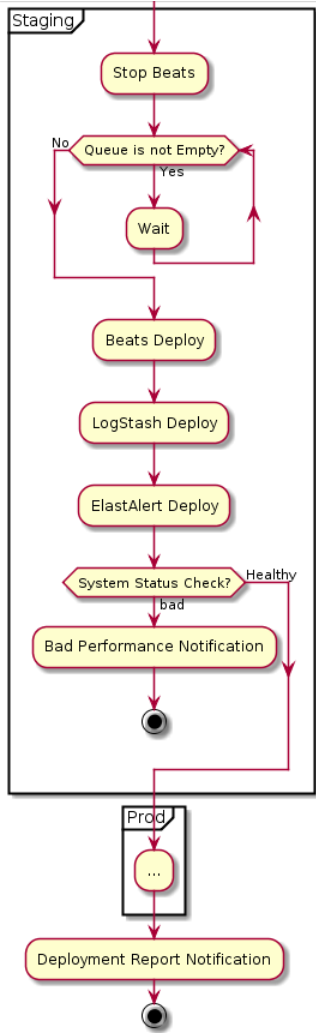 Staging
Stop Beats
No
Queue is not Empty?
Yes
Wait
Beats Deploy
LogStash Deploy
ElastAlert Deploy
System Status Check?
Healthy
bad
Bad Performance Notification
Prod
...
Deployment Report Notification